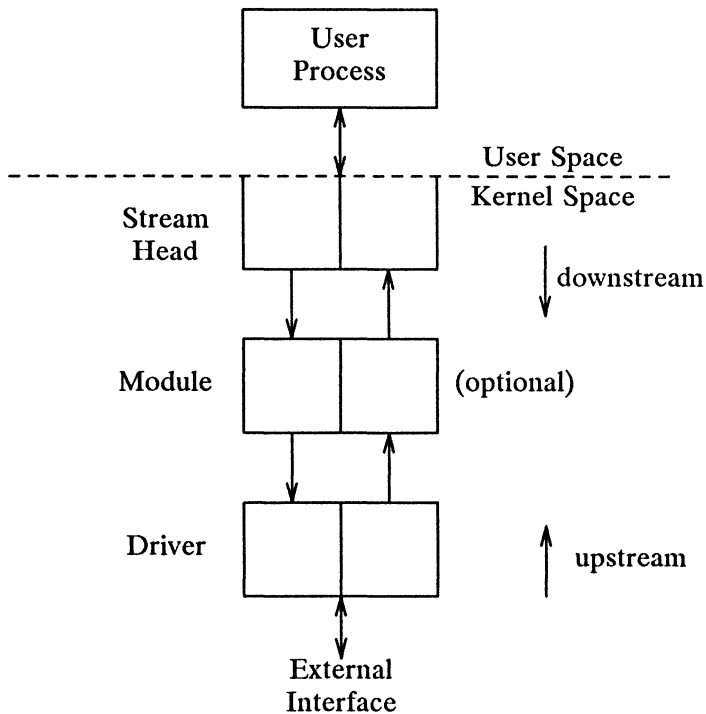 User
Process
User Space
Kernel Space
Stream
Head
downstream
Module
(optional)
Driver
upstream
External
Interface